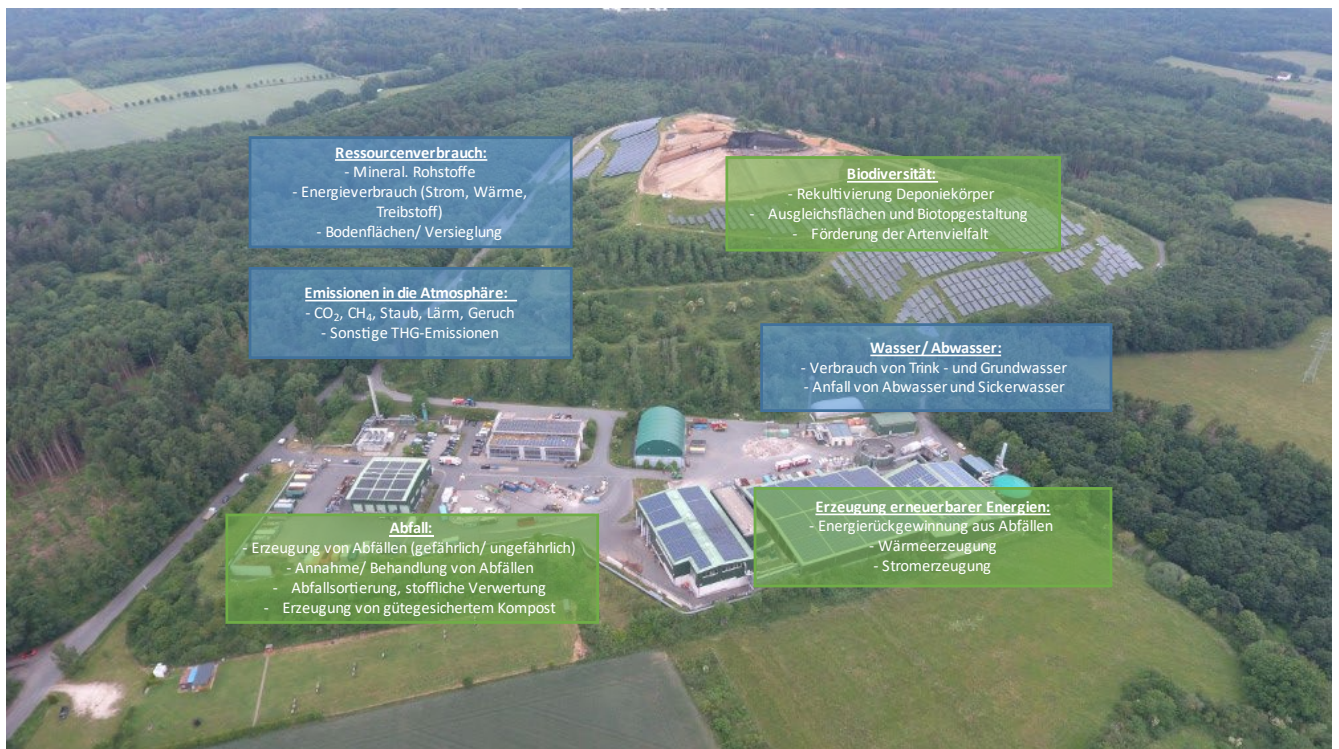 Ressourcenverbrauch:
- Mineral. Rohstoffe
- Energieverbrauch (Strom, Wärme,
Treibstoff)
- Bodenflächen/ Versieglung
Biodiversität:
- Rekultivierung Deponiekörper
- Ausgleichsflächen und Biotopgestaltung
- Förderung der Artenvielfalt
Emissionen in die Atmosphäre:
- CO₂, CH₄, Staub, Lärm, Geruch
- Sonstige THG-Emissionen
Wasser/ Abwasser:
- Verbrauch von Trink - und Grundwasser
- Anfall von Abwasser und Sickerwasser
Abfall:
- Erzeugung von Abfällen (gefährlich/ ungefährlich)
- Annahme/ Behandlung von Abfällen
- Abfallsortierung, stoffliche Verwertung
- Erzeugung von gütegesichertem Kompost
Erzeugung erneuerbarer Energien:
- Energierückgewinnung aus Abfällen
- Wärmeerzeugung
- Stromerzeugung